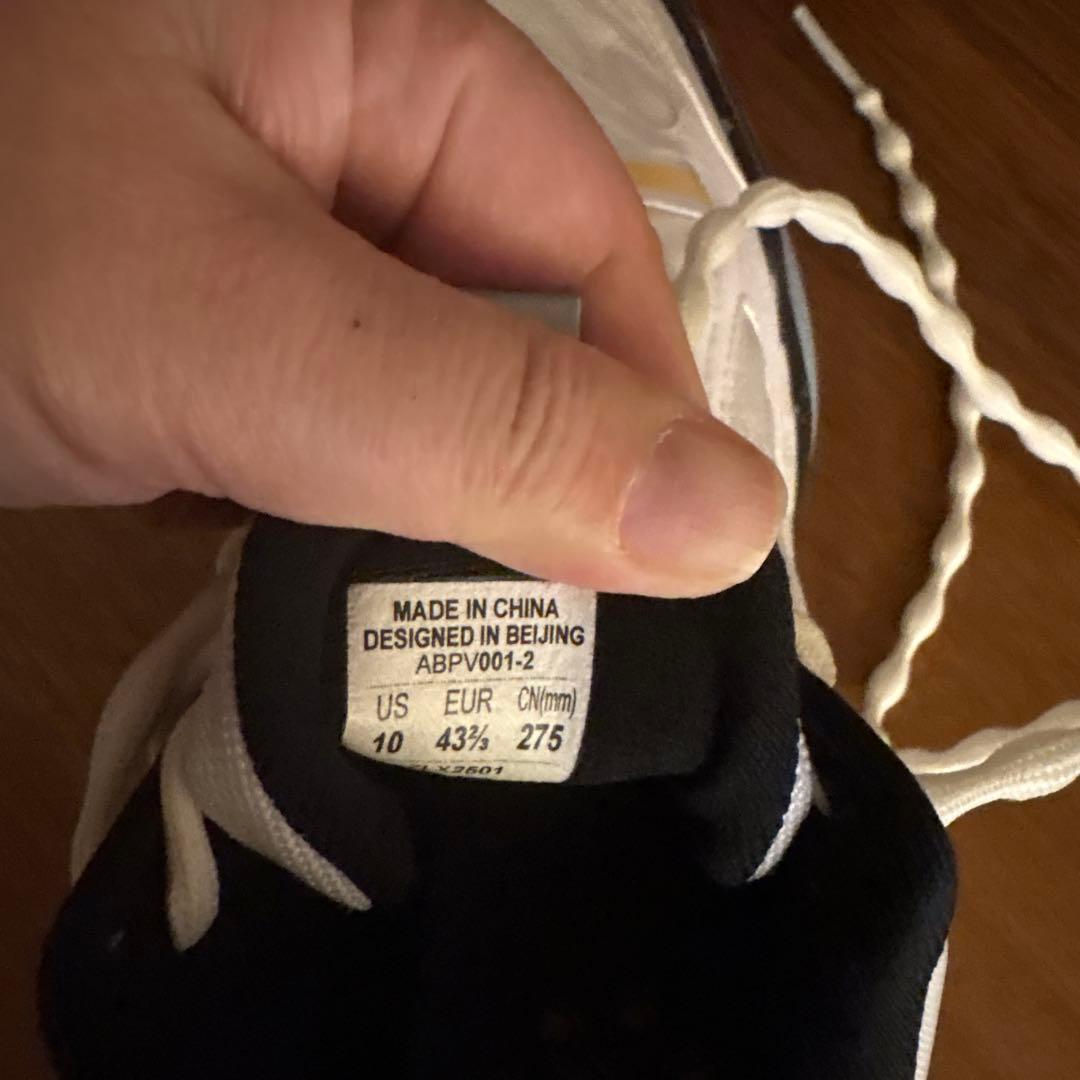 MADE IN CHINA
DESIGNED IN BEIJING
ABPV001-2
US EUR CN(mm)
10 43⅔ 275